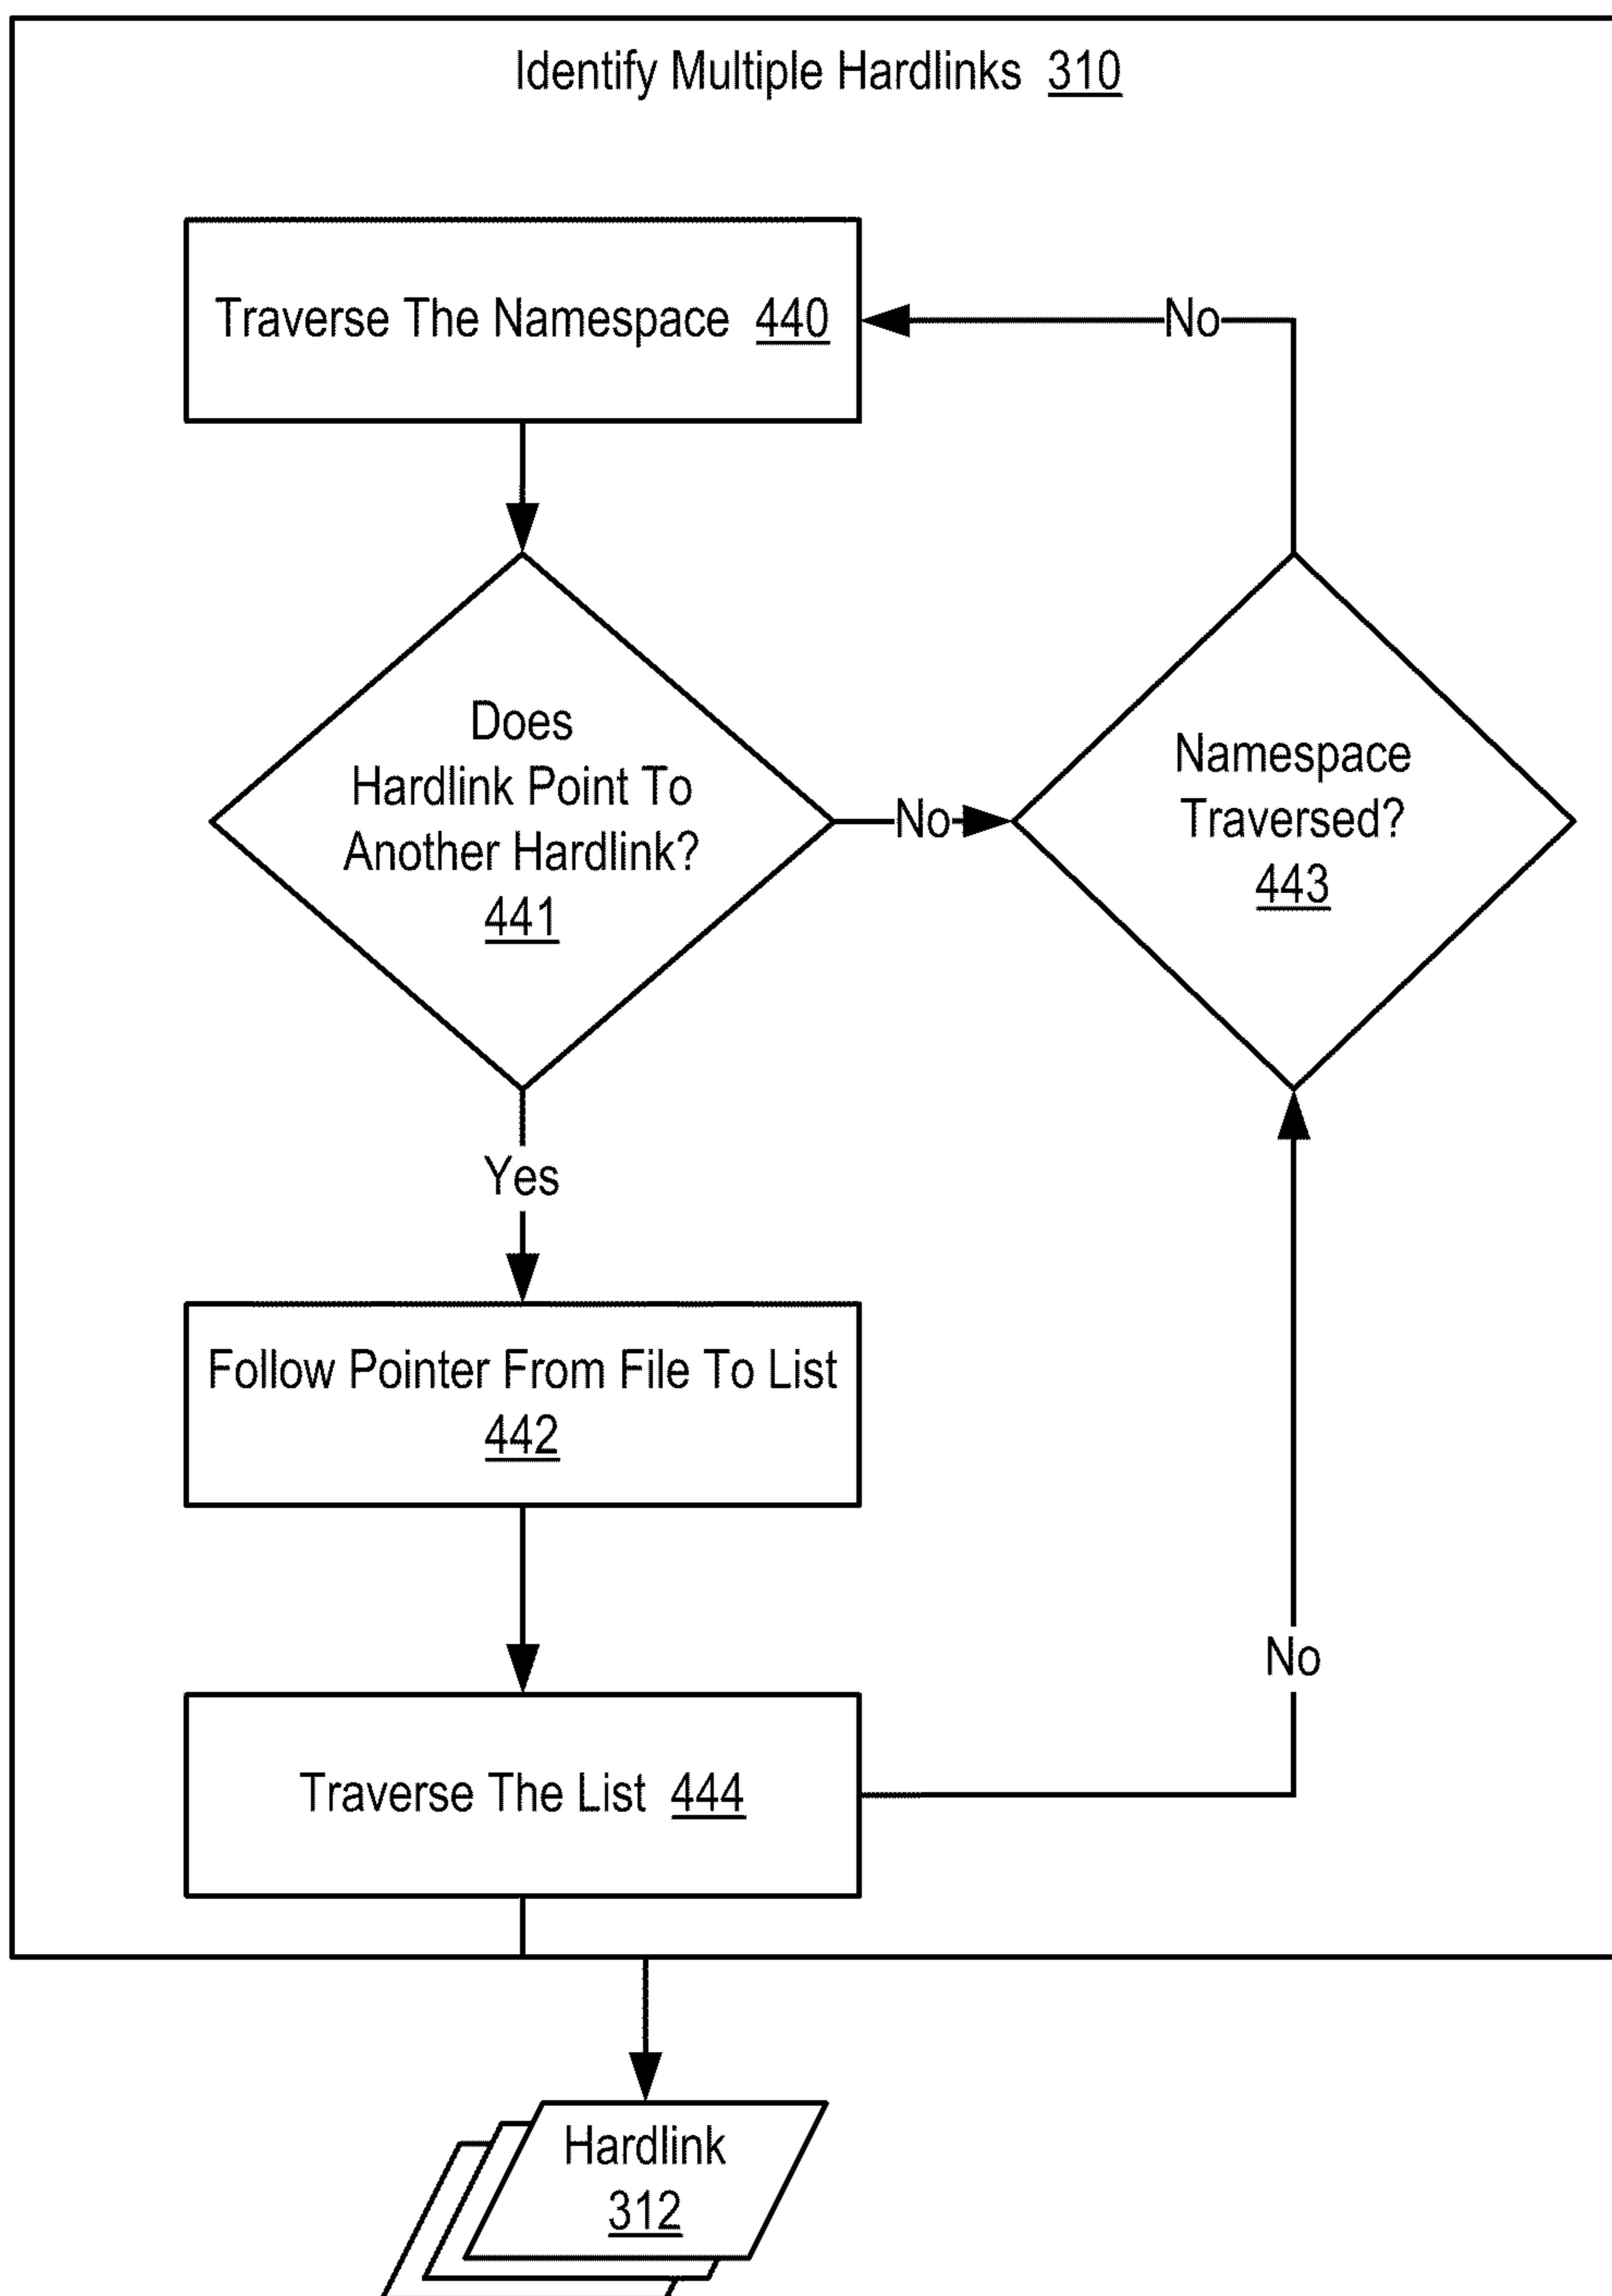 Identify Multiple Hardlinks 310
Traverse The Namespace 440
No
Does
Hardlink Point To
Another Hardlink?
441
No
Namespace
Traversed?
443
Yes
Follow Pointer From File To List
442
No
Traverse The List 444
Hardlink
312